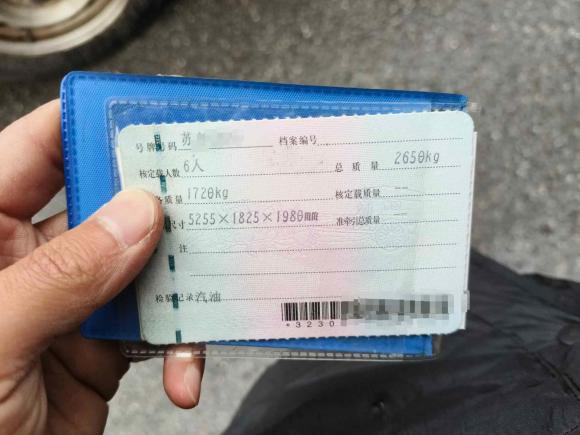 号牌号码 苏 档案编号
核定载人数 6人 总质量 2650kg
备质量 1720kg 核定载质量 --
尺寸 5255×1825×1980mm 准牵引总质量 --
注
检验记录 汽油
*3230